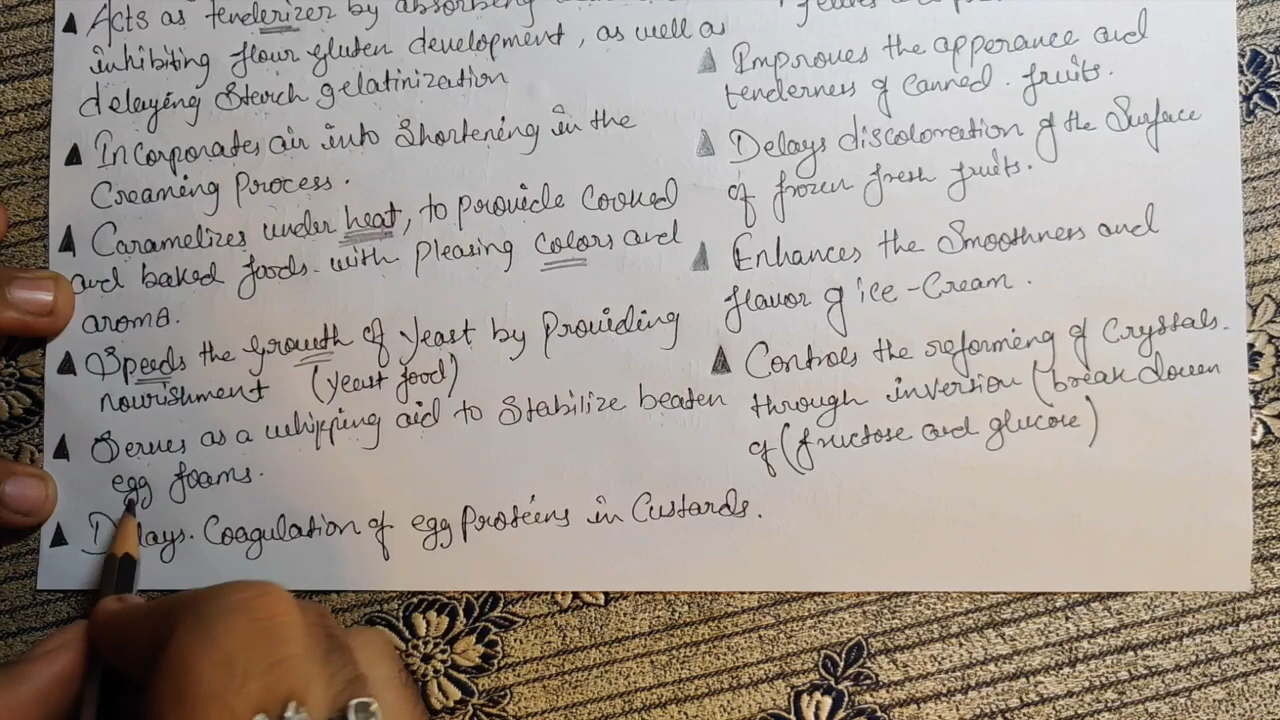 ▲ Acts as tenderizer by absorbing
inhibiting flour gluten development, as well as
delaying Starch gelatinization
▲ Incorporates air into Shortening in the
Creaming Process.
▲ Caramelizes under heat, to provide Cooked
and baked foods. with pleasing colors and
aroma.
▲ Speeds the growth of yeast by providing
nourishment (yeast food)
▲ Serves as a whipping aid to Stabilize beaten
egg foams.
▲ Delays. Coagulation of egg Proteins in Custards.
▲ Improves the apperance and
tenderness of Canned. fruits.
▲ Delays discoloration of the Surface
of frozen fresh fruits.
▲ Enhances the Smoothness and
flavor of ice-Cream.
▲ Controls the reforming of Crystals.
through inversion (break down
of (fructose and glucose)